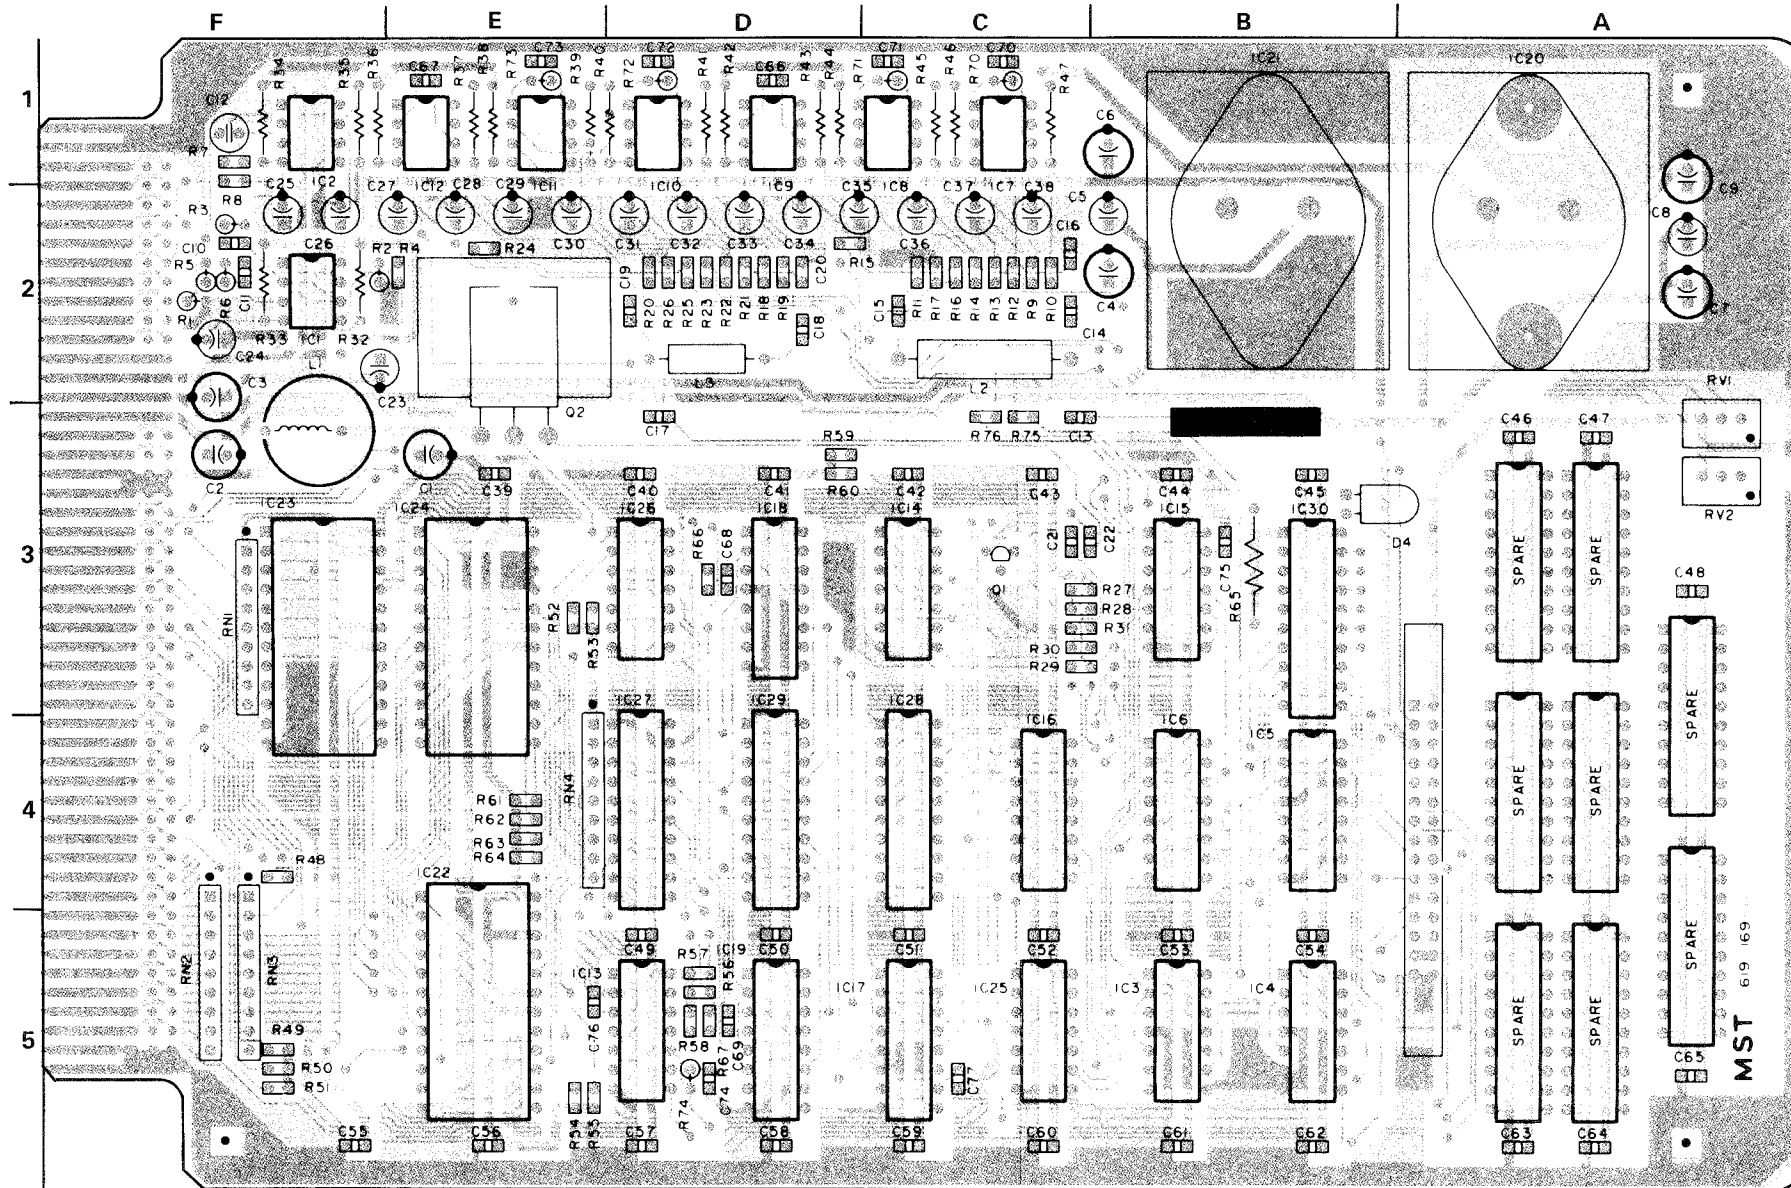 F E D C B A
1
R34 R35 R36 C67 R37 R38 R73 C73 R39 R40 R72 C72 R42 C66 R43 R44 R71 C71 R45 R46 R70 C70 R47
IC21 IC20
C12 C6
R7 C25 IC2 C27 IC12 C28 C29 IC11 IC10 IC9 C35 IC8 C37 IC7 C38 C5 C9
R3 R8 C16 C8
C10 C26 R2 R4 R24 C30 C31 C32 C33 C34 R15 C36
2
R5 C11 C19 C20 C4
R1 R6 R20 R26 R25 R23 R22 R21 R18 R19 C18 C15 R11 R17 R16 R14 R13 R12 R9 R10 C14 C7
C24 R33 IC1 R32
L1 L3 L2
C3 C23 Q2 RV1
C17 R76 R75 C13 C46 C47
R59
C2 C1 C39 C40 C41 R60 C42 C43 C44 C45
IC23 IC24 IC26 IC18 IC14 IC15 IC30 RV2
3
R66 C68 C21 C22 C75 D4
SPARE SPARE C48
RN1 R52 R53 Q1 R27
R28 R65
R31
R30
R29
IC27 IC29 IC28 IC16 IC6 IC5
SPARE
4
RN4 SPARE SPARE
R61
R62
R63
R64
R48 IC22
C49 IC19 C50 C51 C52 C53 C54
RN2 RN3 R57 R56 IC13 IC17 IC25 IC3 IC4 SPARE 619 169
5
R49 C76 R58 R67 C69 SPARE SPARE MST
R50 C77 C65
R51 R74 C74
R54 R55
C55 C56 C57 C58 C59 C60 C61 C62 C63 C64